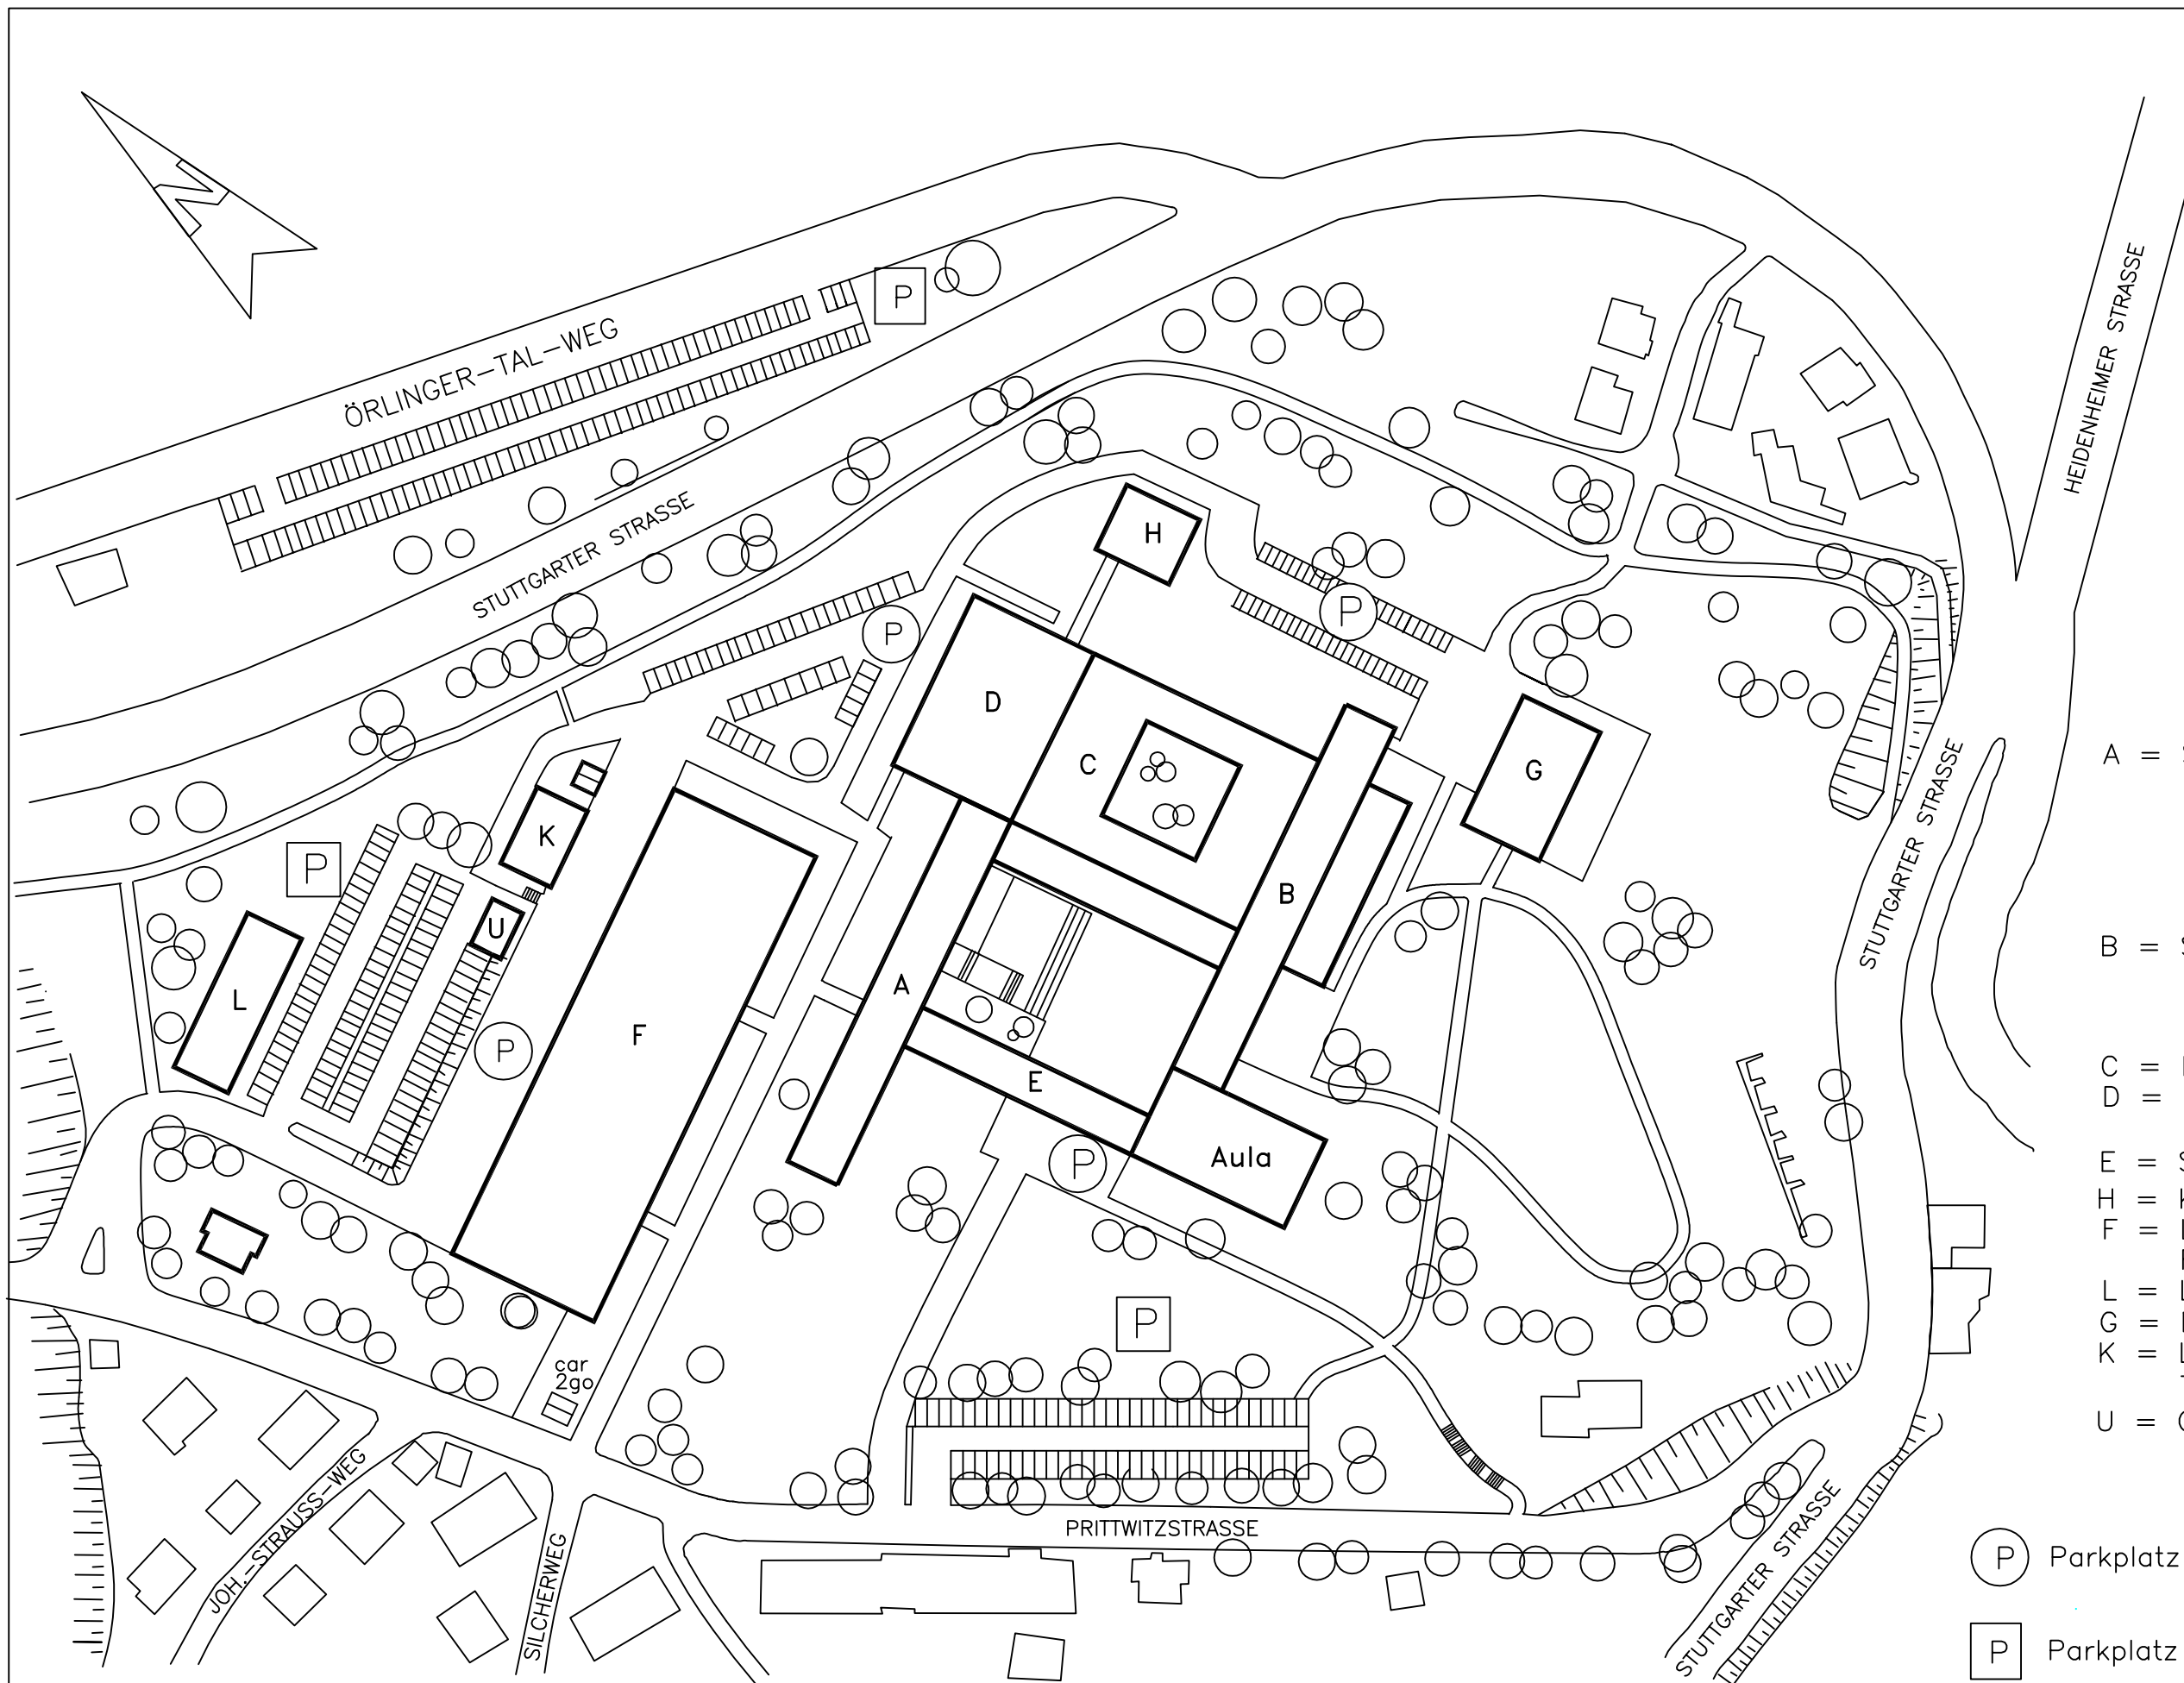 N
ÖRLINGER-TAL-WEG
P
HEIDENHEIMER STRASSE
STUTTGARTER STRASSE
H
P
P
D
C
G
K
P
U
B
L
A
F
P
E
Aula
P
P
STUTTGARTER STRASSE
car
2go
JOH.-STRAUSS-WEG
SILCHERWEG
PRITTWITZSTRASSE
STUTTGARTER STRASSE
A =
B =
C =
D =
E =
H =
F =
L =
G =
K =
U =
P Parkplatz
P Parkplatz